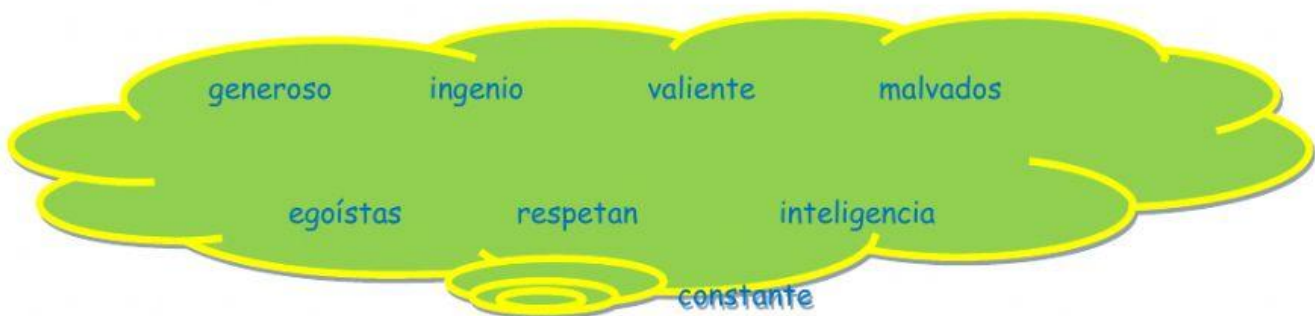 generoso ingenio valiente malvados
egoístas respetan inteligencia
constante